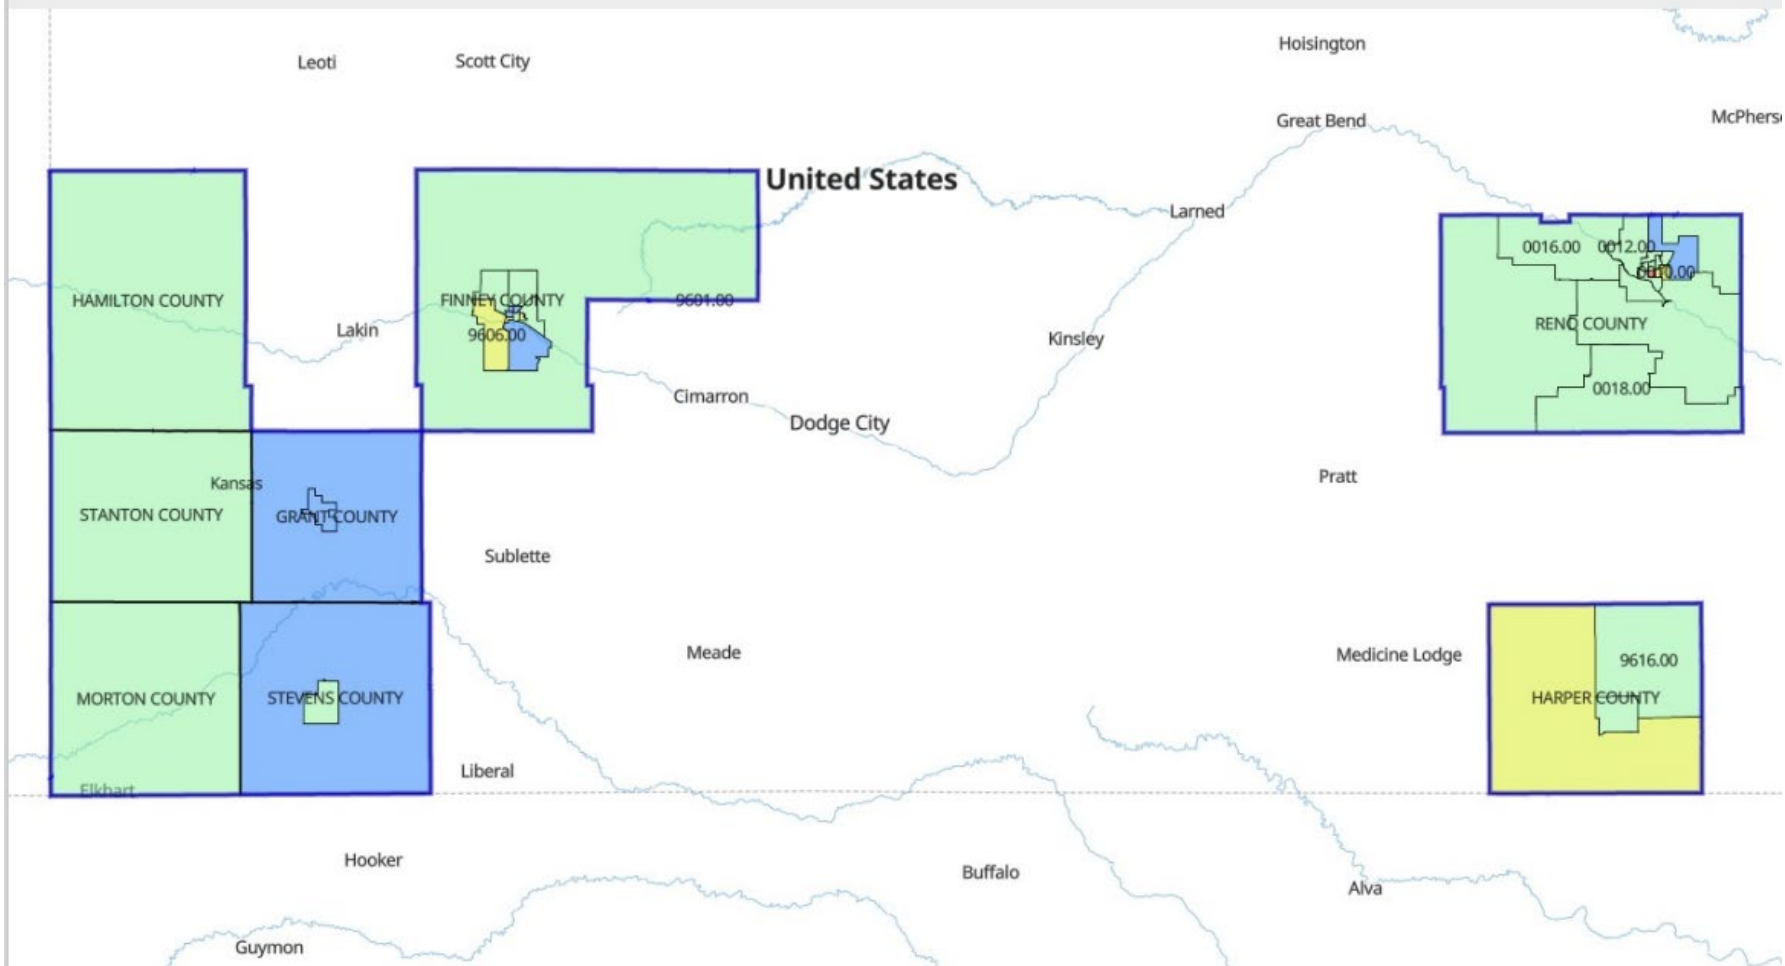 Hoisington
Leoti
Scott City
Great Bend
McPhers
United States
Larned
0016.00
0012.00
HAMILTON COUNTY
FINNEY COUNTY
9601.00
RENO COUNTY
Lakin
9606.00
Kinsley
0018.00
Cimarron
Dodge City
Pratt
Kansas
STANTON COUNTY
GRANT COUNTY
Sublette
Meade
Medicine Lodge
9616.00
MORTON COUNTY
STEVENS COUNTY
HARPER COUNTY
Liberal
Elkhart
Hooker
Buffalo
Alva
Guymon